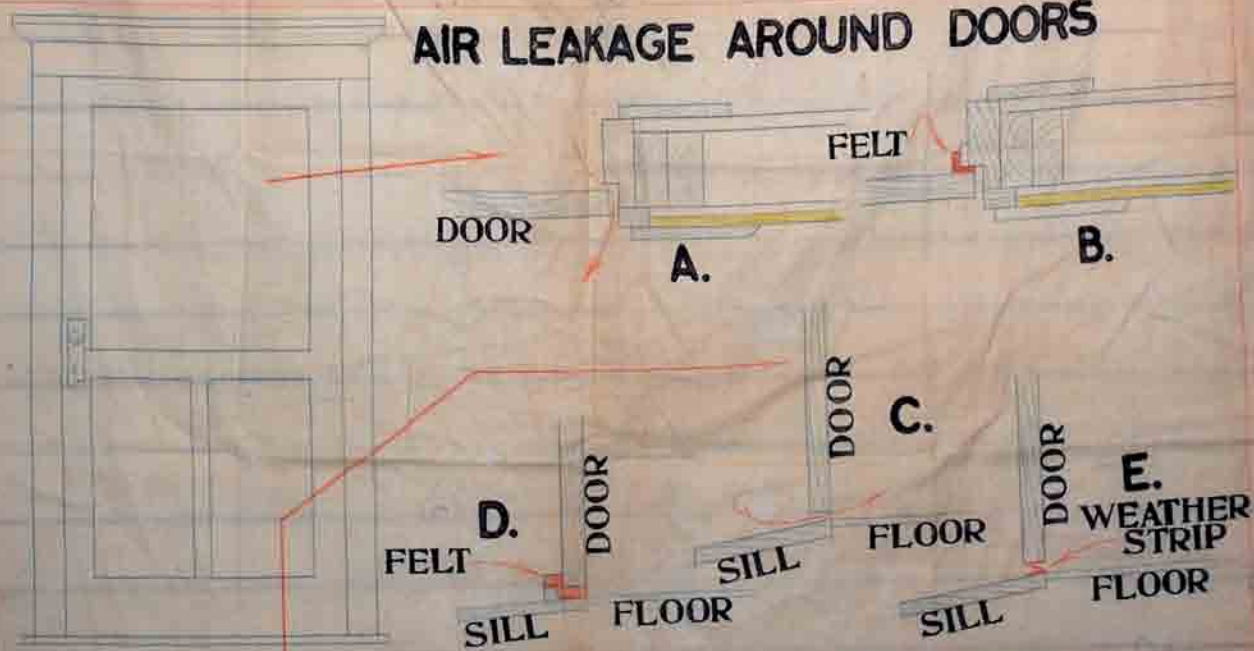 AIR LEAKAGE AROUND DOORS
DOOR
A.
FELT
B.
DOOR
C.
SILL
FLOOR
D.
FELT
DOOR
SILL
FLOOR
DOOR
E.
WEATHER
STRIP
SILL
FLOOR